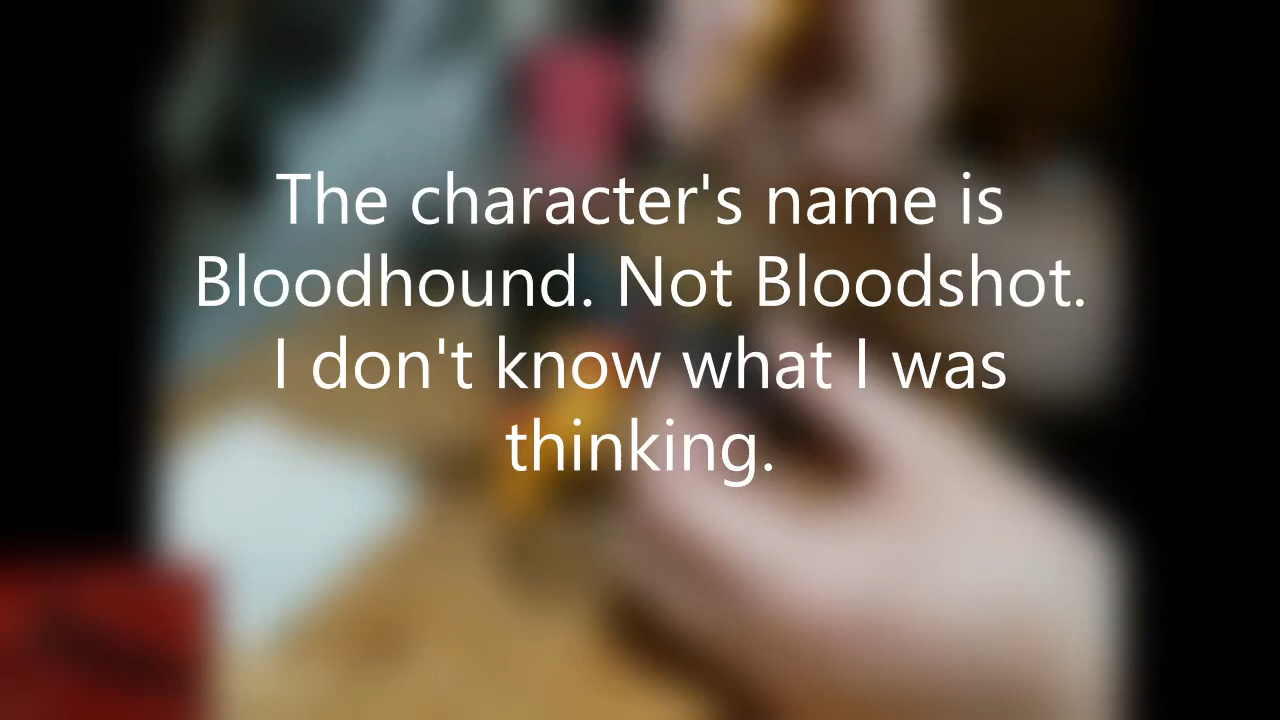 The character's name is
Bloodhound. Not Bloodshot.
I don't know what I was
thinking.